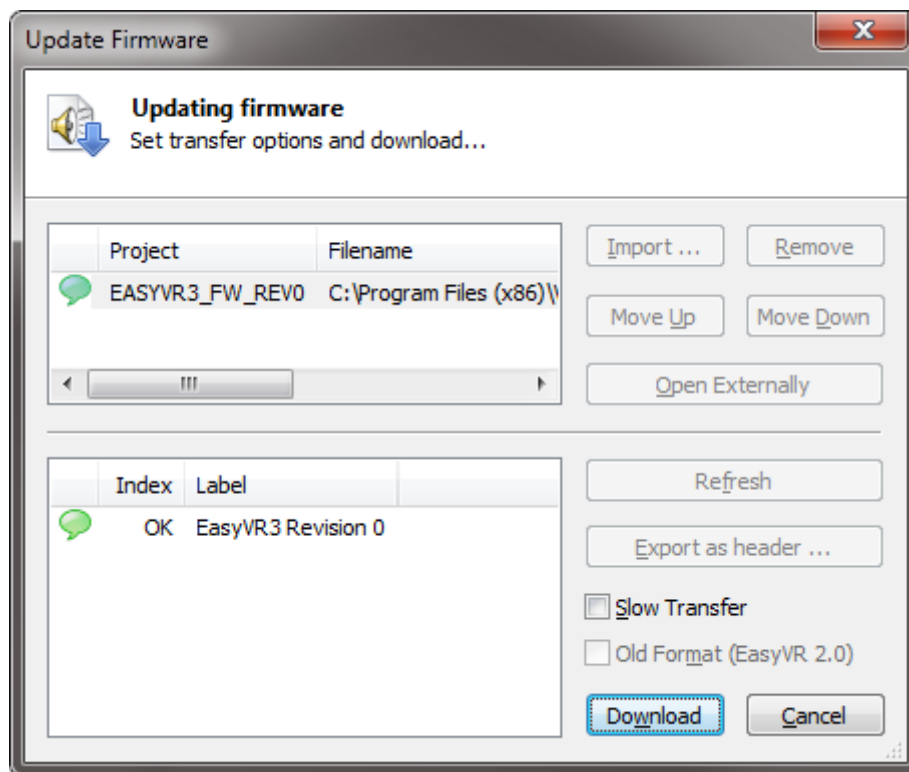 Update Firmware
Updating firmware
Set transfer options and download...
Project Filename
EASYVR3_FW_REV0 C:\Program Files (x86)\
Import ... Remove
Move Up Move Down
Open Externally
Index Label
OK EasyVR3 Revision 0
Refresh
Export as header ...
Slow Transfer
Old Format (EasyVR 2.0)
Download Cancel